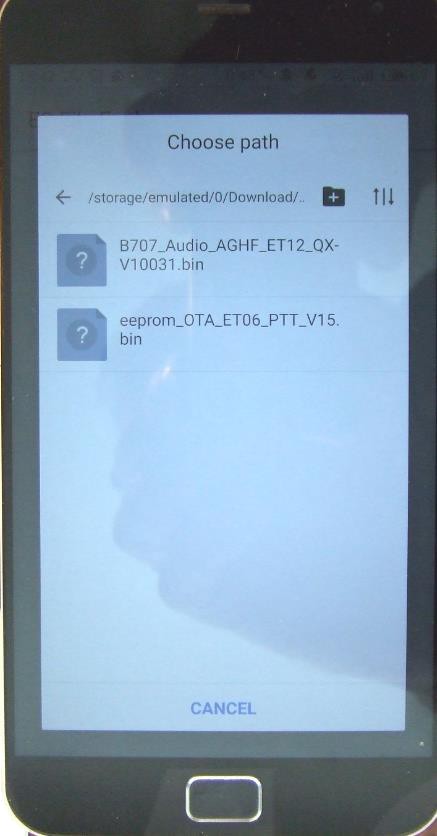 Choose path
/storage/emulated/0/Download/..
B707_Audio_AGHF_ET12_QX-
V10031.bin
?
eeprom_OTA_ET06_PTT_V15.
bin
?
CANCEL